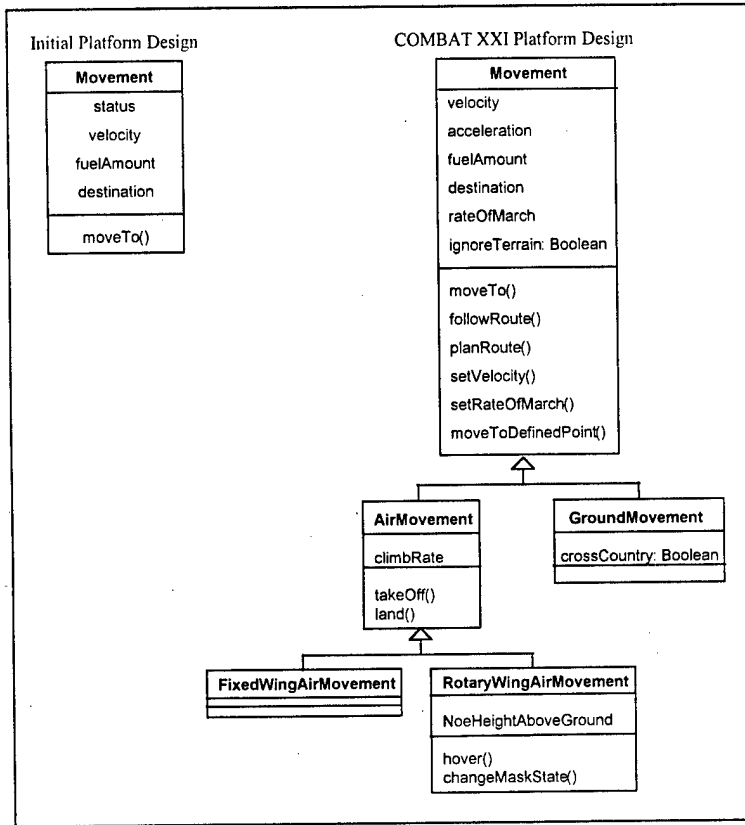 Initial Platform Design
Movement
status
velocity
fuelAmount
destination
moveTo()
COMBAT XXI Platform Design
Movement
velocity
acceleration
fuelAmount
destination
rateOfMarch
ignoreTerrain: Boolean
moveTo()
followRoute()
planRoute()
setVelocity()
setRateOfMarch()
moveToDefinedPoint()
AirMovement
climbRate
takeOff()
land()
GroundMovement
crossCountry: Boolean
FixedWingAirMovement
RotaryWingAirMovement
NoeHeightAboveGround
hover()
changeMaskState()